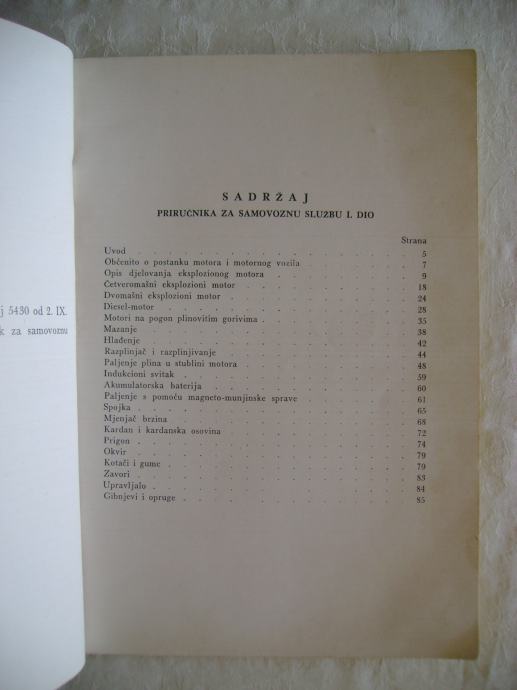 j 5430 od 2. IX.
k za samovoznu
SADRŽAJ
PRIRUČNIKA ZA SAMOVOZNU SLUŽBU I. DIO
Strana
Uvod . . . . . . . . . . . . . 5
Občenito o postanku motora i motornog vozila . . . . . 7
Opis djelovanja eksplozionog motora . . . . . . . 9
Četveromašni eksplozioni motor . . . . . . . . 18
Dvomašni eksplozioni motor . . . . . . . . . 24
Diesel-motor . . . . . . . . . . . . 28
Motori na pogon plinovitim gorivima . . . . . . . 35
Mazanje . . . . . . . . . . . . 38
Hlađenje . . . . . . . . . . . . 42
Razplinjač i razplinjivanje . . . . . . . . . 44
Paljenje plina u stublini motora . . . . . . . . 48
Indukcioni svitak . . . . . . . . . . . 59
Akumulatorska baterija . . . . . . . . . . 60
Paljenje s pomoću magneto-munjinske sprave . . . . . 61
Spojka . . . . . . . . . . . . . 65
Mjenjač brzina . . . . . . . . . . . 68
Kardan i kardanska osovina . . . . . . . . . 72
Prigon . . . . . . . . . . . . . 74
Okvir . . . . . . . . . . . . . 79
Kotači i gume . . . . . . . . . . . 79
Zavori . . . . . . . . . . . . . 83
Upravljalo . . . . . . . . . . . . 84
Gibnjevi i opruge . . . . . . . . . . . 85